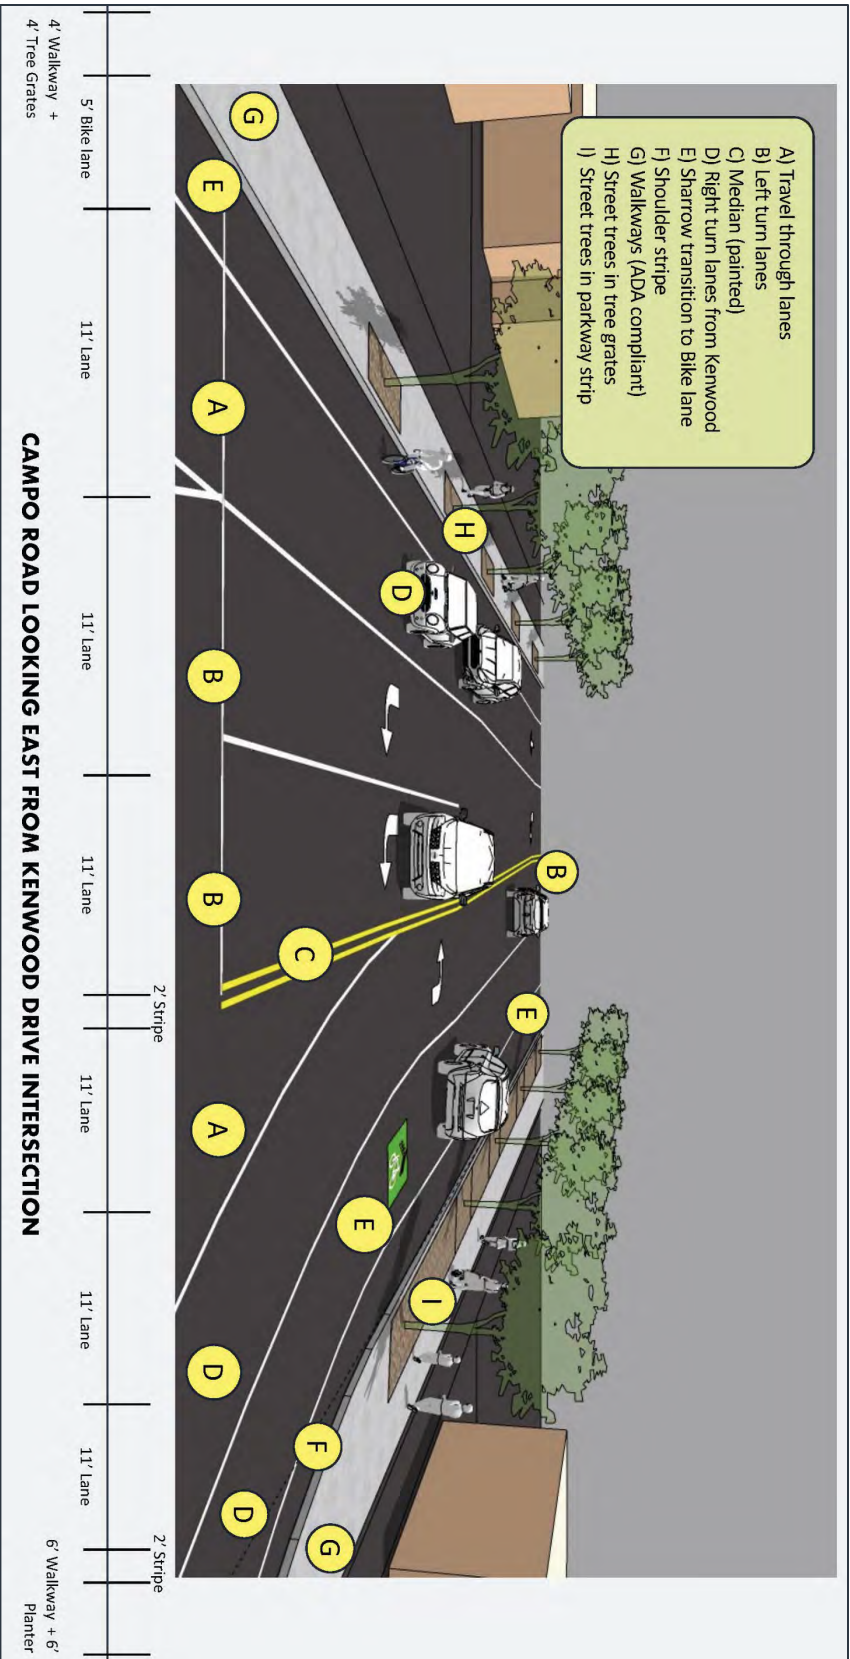 A) Travel through lanes
B) Left turn lanes
C) Median (painted)
D) Right turn lanes from Kenwood
E) Sharrow transition to Bike lane
F) Shoulder stripe
G) Walkways (ADA compliant)
H) Street trees in tree grates
I) Street trees in parkway strip
B
E
H
D
I
E
C
G
F
G
E
A
B
B
A
D
D
2' Stripe
2' Stripe
4' Walkway +
4' Tree Grates
5' Bike lane
11' Lane
11' Lane
11' Lane
11' Lane
11' Lane
11' Lane
6' Walkway + 6'
Planter
CAMPO ROAD LOOKING EAST FROM KENWOOD DRIVE INTERSECTION